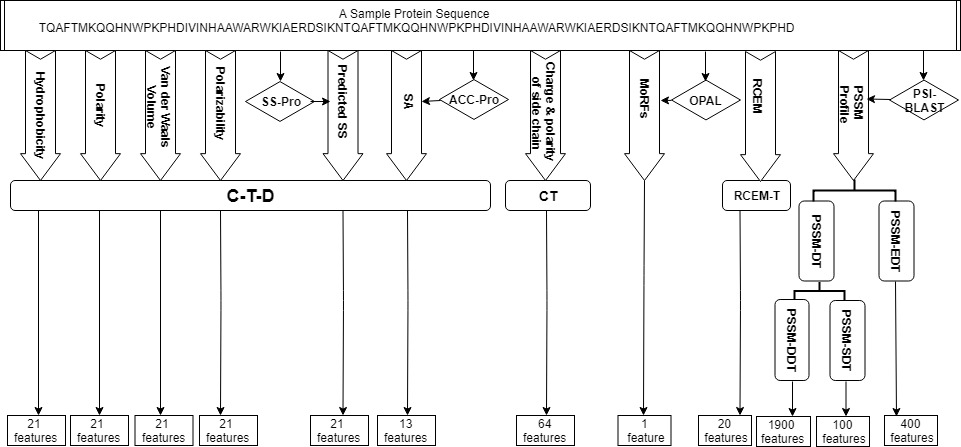 A Sample Protein Sequence
TQAFTMKQQHNWPKPHDIVINHAAWARWKIAERDSIKNTQAFTMKQQHNWPKPHDIVINHAAWARWKIAERDSIKNTQAFTMKQQHNWPKPHD
Hydrophobicity
Polarity
Van der Waals
Volume
Polarizability
SS-Pro
Predicted SS
SA
ACC-Pro
Charge & polarity
of side chain
MoRFs
OPAL
RCEM
PSSM
Profile
PSI-
BLAST
C-T-D
CT
RCEM-T
PSSM-DT
PSSM-EDT
PSSM-DDT
PSSM-SDT
21
features
21
features
21
features
21
features
21
features
13
features
64
features
1
feature
20
features
1900
features
100
features
400
features